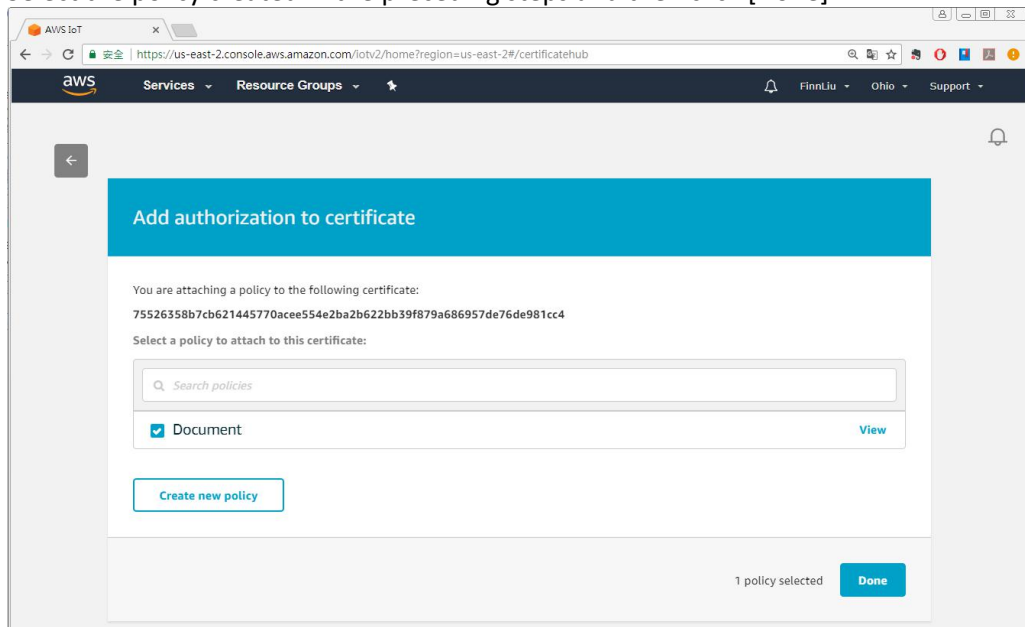 AWS IoT
安全 | https://us-east-2.console.aws.amazon.com/iotv2/home?region=us-east-2#/certificatehub
aws Services Resource Groups FinnLiu Ohio Support
Add authorization to certificate
You are attaching a policy to the following certificate:
75526358b7cb621445770acee554e2ba2b622bb39f879a686957de76de981cc4
Select a policy to attach to this certificate:
Search policies
Document View
Create new policy
1 policy selected Done